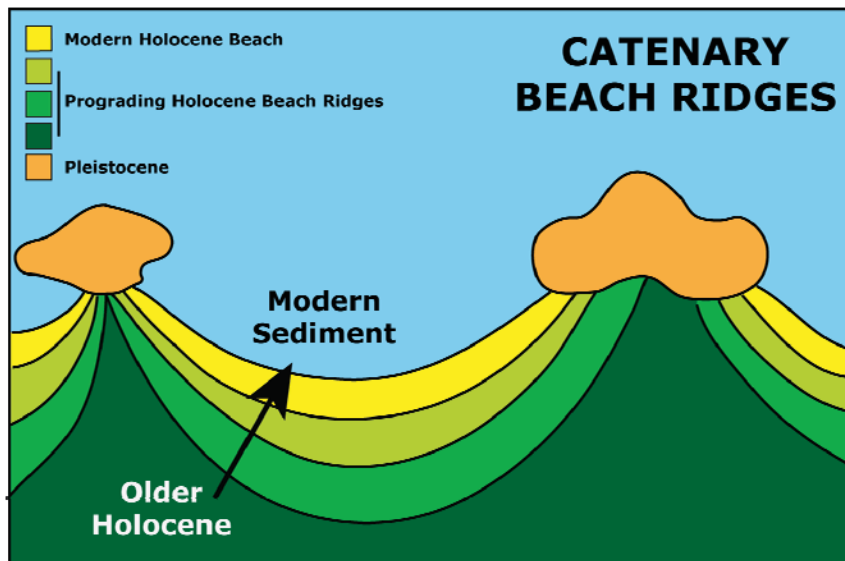 Modern Holocene Beach
Prograding Holocene Beach Ridges
Pleistocene
CATENARY
BEACH RIDGES
Modern
Sediment
Older
Holocene